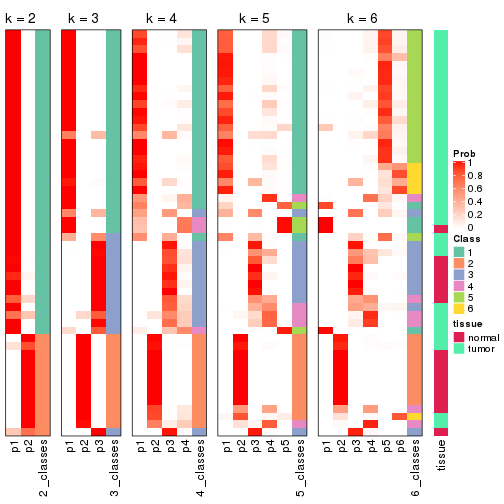 k = 2 k = 3 k = 4 k = 5 k = 6
Prob
1
0.8
0.6
0.4
0.2
0
Class
1
2
3
4
5
6
tissue
normal
tumor
p1 p2 2_classes p1 p2 p3 3_classes p1 p2 p3 p4 4_classes p1 p2 p3 p4 p5 5_classes p1 p2 p3 p4 p5 p6 6_classes tissue